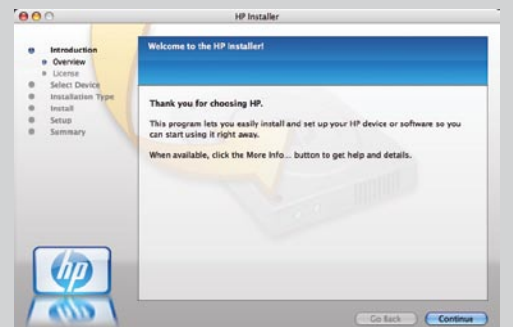 HP Installer
Introduction
Overview
License
Select Device
Installation Type
Install
Setup
Summary
Welcome to the HP Installer!
Thank you for choosing HP.
This program lets you easily install and set up your HP device or software so you
can start using it right away.
When available, click the More Info... button to get help and details.
hp
Go Back
Continue